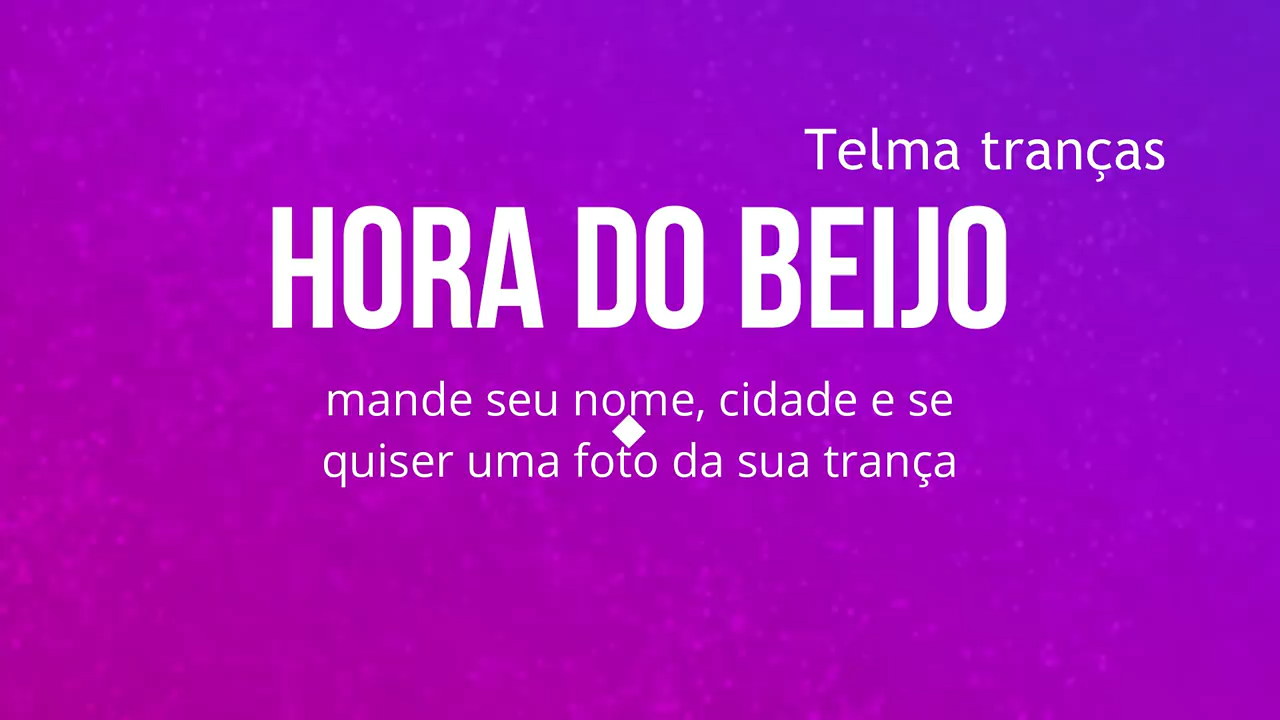 Telma tranças
HORA DO BEIJO
mande seu nome, cidade e se
quiser uma foto da sua trança